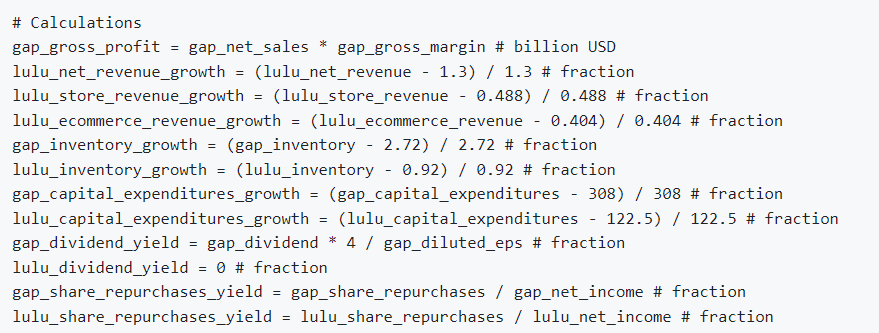 # Calculations
gap_gross_profit = gap_net_sales * gap_gross_margin # billion USD
lulu_net_revenue_growth = (lulu_net_revenue - 1.3) / 1.3 # fraction
lulu_store_revenue_growth = (lulu_store_revenue - 0.488) / 0.488 # fraction
lulu_ecommerce_revenue_growth = (lulu_ecommerce_revenue - 0.404) / 0.404 # fraction
gap_inventory_growth = (gap_inventory - 2.72) / 2.72 # fraction
lulu_inventory_growth = (lulu_inventory - 0.92) / 0.92 # fraction
gap_capital_expenditures_growth = (gap_capital_expenditures - 308) / 308 # fraction
lulu_capital_expenditures_growth = (lulu_capital_expenditures - 122.5) / 122.5 # fraction
gap_dividend_yield = gap_dividend * 4 / gap_diluted_eps # fraction
lulu_dividend_yield = 0 # fraction
gap_share_repurchases_yield = gap_share_repurchases / gap_net_income # fraction
lulu_share_repurchases_yield = lulu_share_repurchases / lulu_net_income # fraction